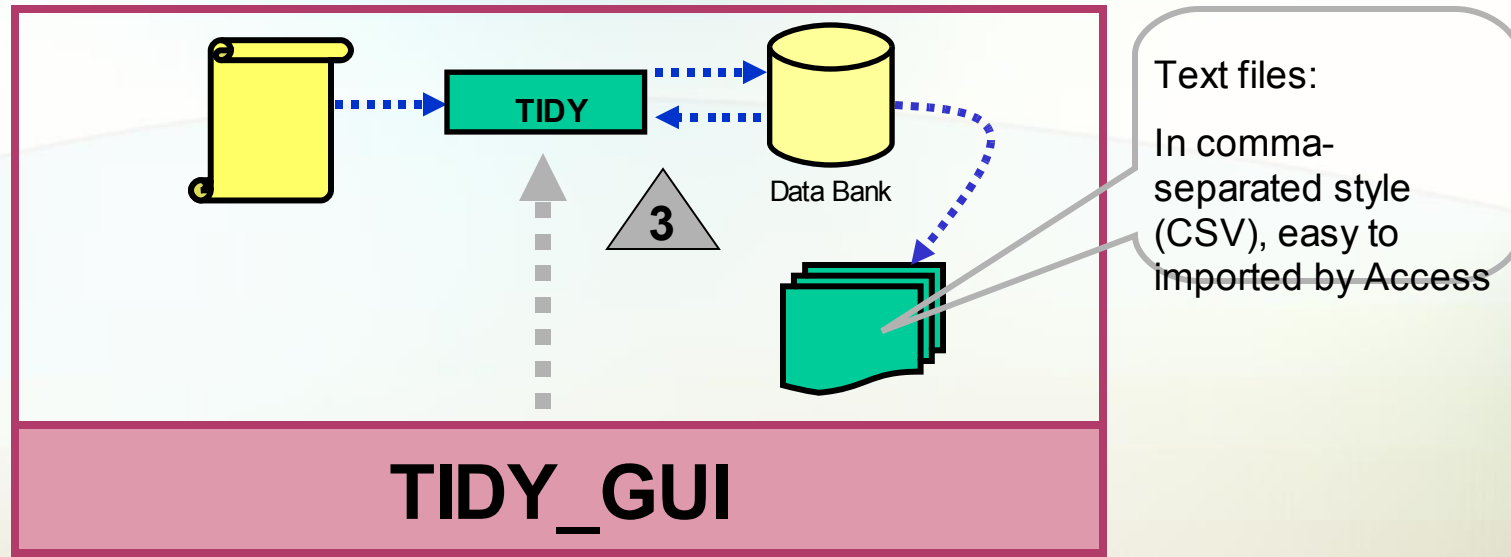 TIDY
3
Data Bank
Text files:
In comma-
separated style
(CSV), easy to
imported by Access
TIDY_GUI